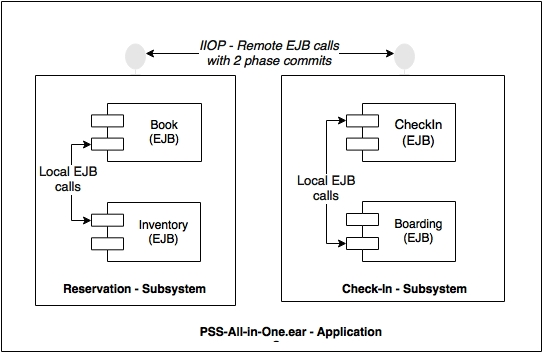 IIOP - Remote EJB calls
with 2 phase commits
Book
(EJB)
Local EJB
calls
Inventory
(EJB)
Reservation - Subsystem
CheckIn
(EJB)
Local EJB
calls
Boarding
(EJB)
Check-In - Subsystem
PSS-All-in-One.ear - Application